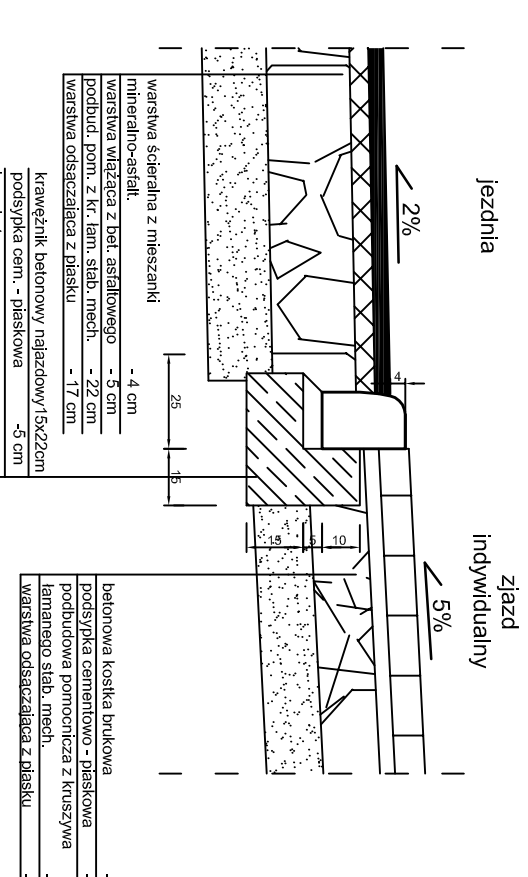 jezdnia
zjazd
indywidualny
2%
5%
4
25
15
15
5
10
warstwa ścieralna z mieszanki
mineralno-asfalt. - 4 cm
warstwa wiążąca z bet. asfaltowego - 5 cm
podbud. pom. z kr. łam. stab. mech. - 22 cm
warstwa odsączająca z piasku - 17 cm
krawężnik betonowy najazdowy15x22cm
podsypka cem. - piaskowa -5 cm
betonowa kostka brukowa -
podsypka cementowo - piaskowa -
podbudowa pomocnicza z kruszywa
łamanego stab. mech. -
warstwa odsączająca z piasku -